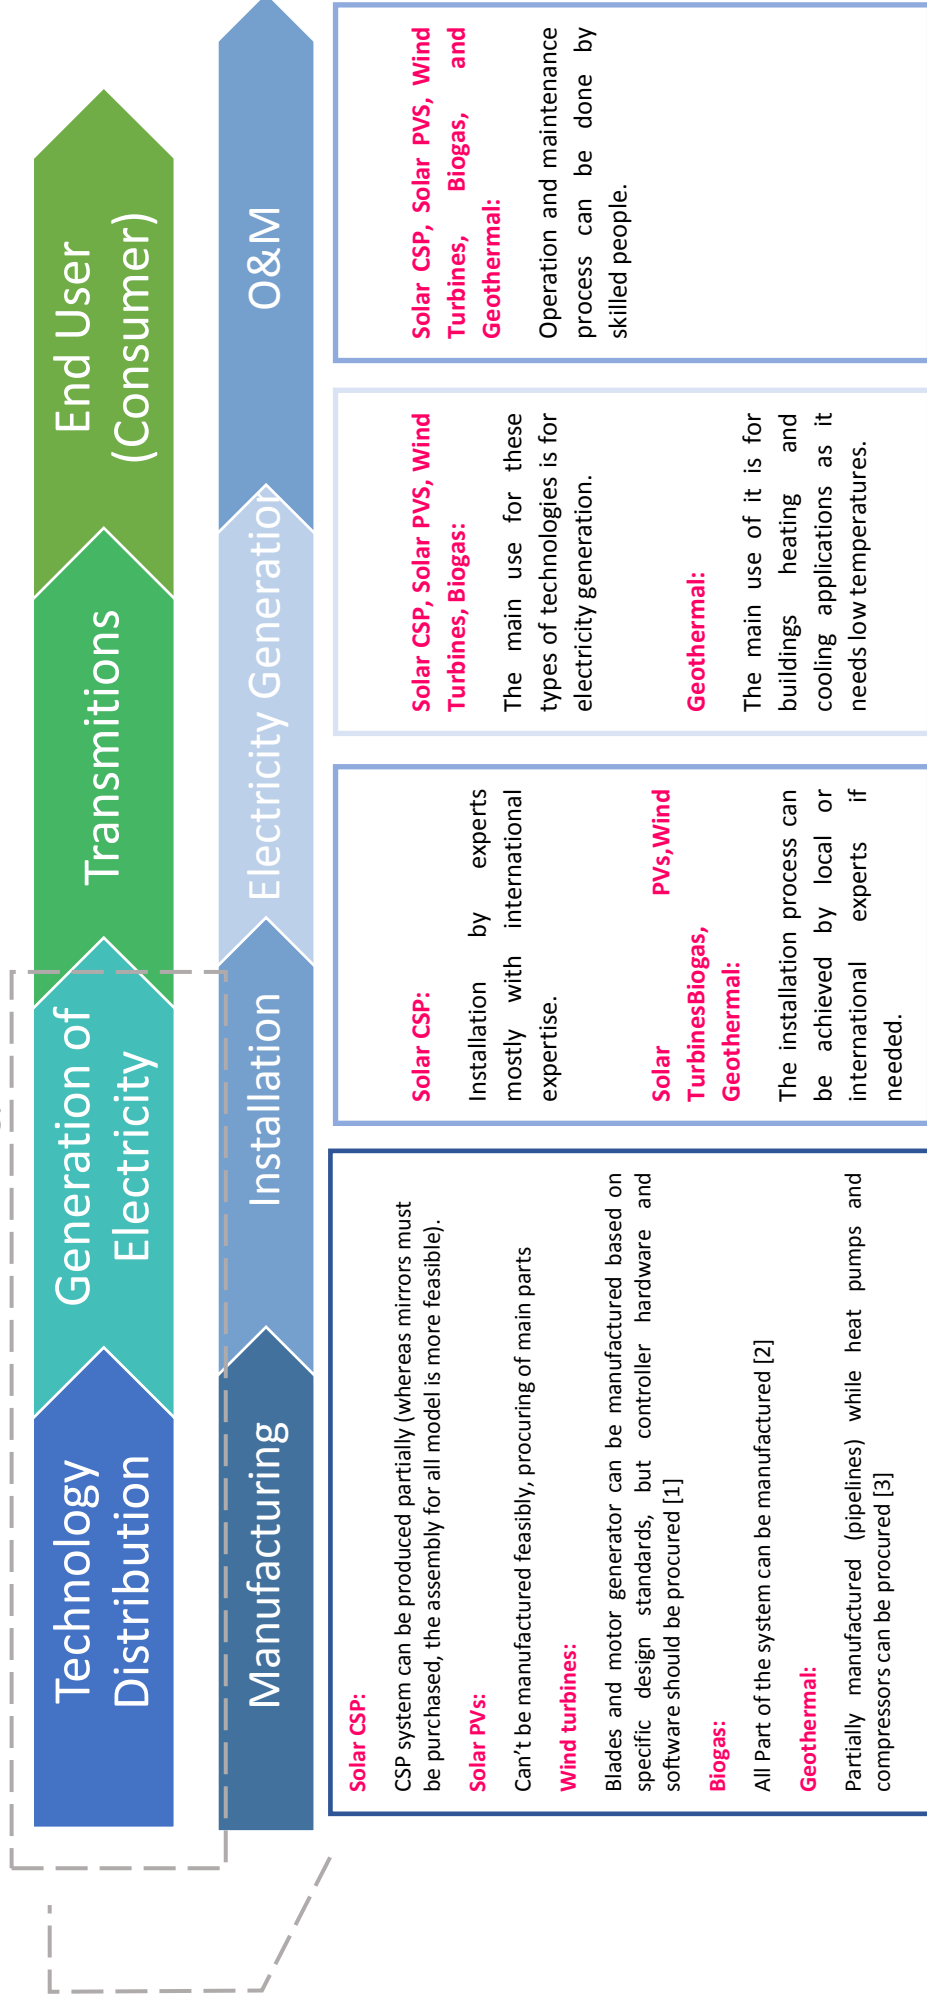 Technology
Distribution
Generation of
Electricity
Transmitions
End User
(Consumer)
Manufacturing
Installation
Electricity Generation
O&M
Solar CSP:
CSP system can be produced partially (whereas mirrors must
be purchased, the assembly for all model is more feasible).
Solar PVs:
Can’t be manufactured feasibly, procuring of main parts
Wind turbines:
Blades and motor generator can be manufactured based on
specific design standards, but controller hardware and
software should be procured [1]
Biogas:
All Part of the system can be manufactured [2]
Geothermal:
Partially manufactured (pipelines) while heat pumps and
compressors can be procured [3]
Solar CSP:
Installation by experts
mostly with international
expertise.
Solar PVs,Wind
TurbinesBiogas,
Geothermal:
The installation process can
be achieved by local or
international experts if
needed.
Solar CSP, Solar PVS, Wind
Turbines, Biogas:
The main use for these
types of technologies is for
electricity generation.
Geothermal:
The main use of it is for
buildings heating and
cooling applications as it
needs low temperatures.
Solar CSP, Solar PVS, Wind
Turbines, Biogas, and
Geothermal:
Operation and maintenance
process can be done by
skilled people.